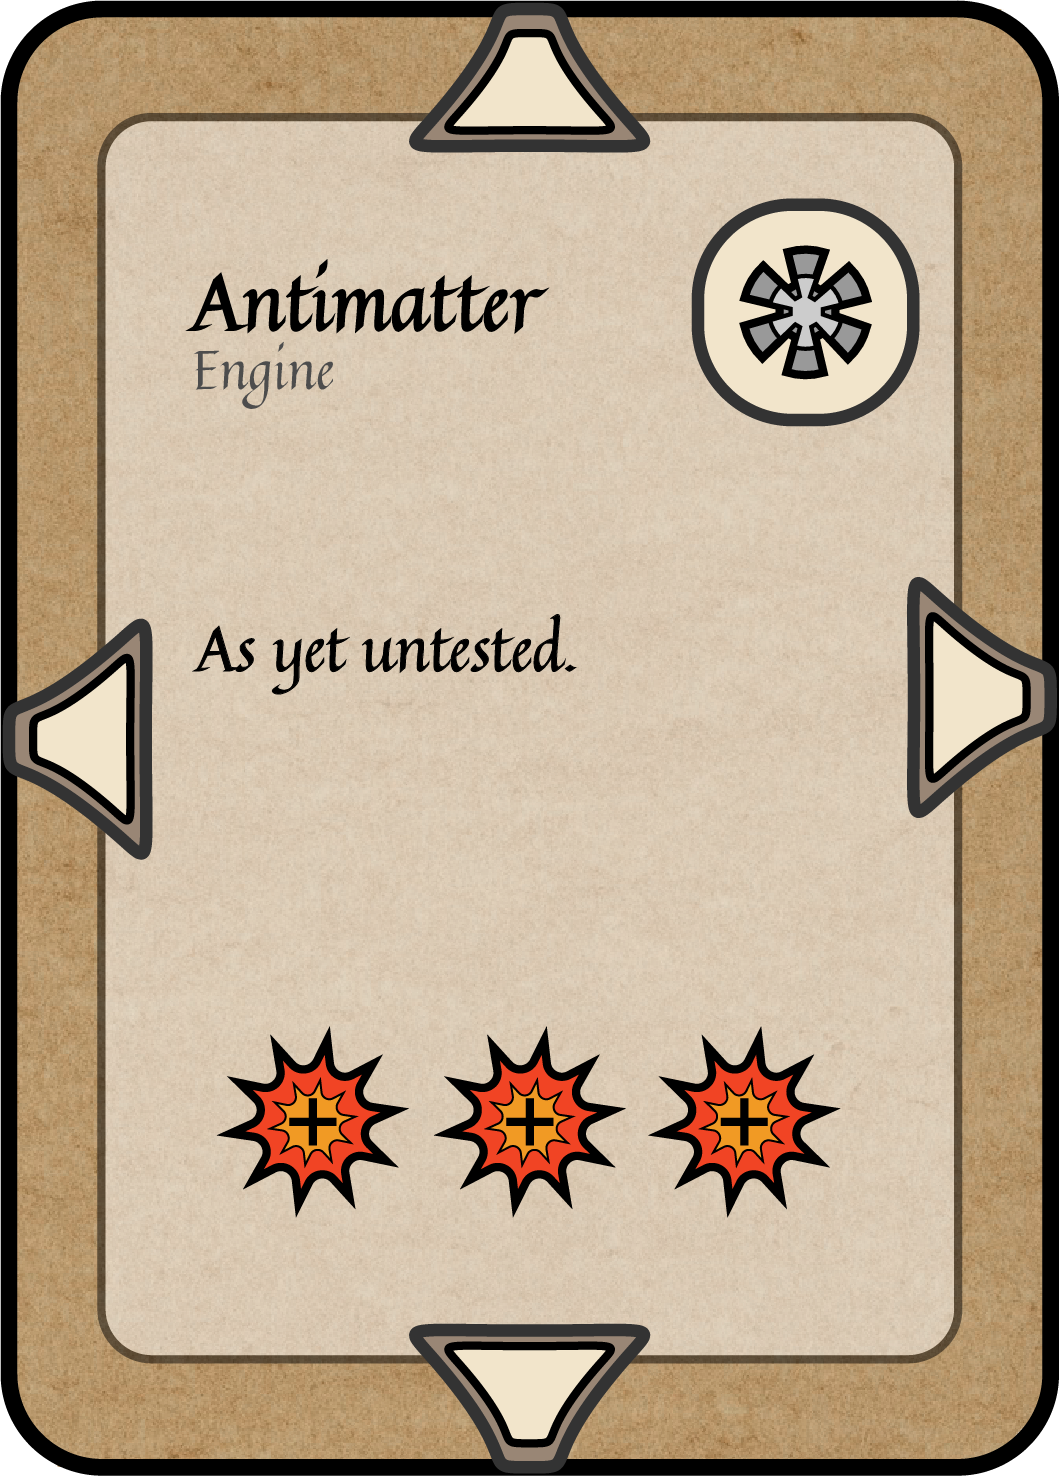 Antimatter
Engine
As yet untested.
+ + +